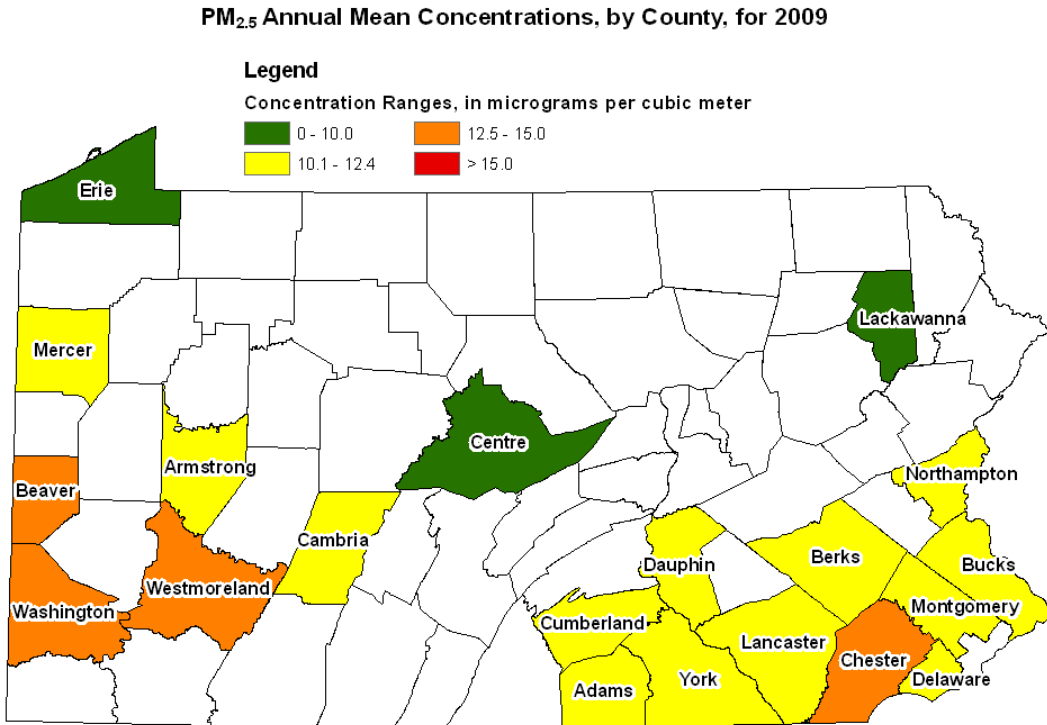 PM2.5 Annual Mean Concentrations, by County, for 2009
Legend
Concentration Ranges, in micrograms per cubic meter
0 - 10.0
12.5 - 15.0
10.1 - 12.4
> 15.0
Erie
Lackawanna
Mercer
Centre
Armstrong
Northampton
Beaver
Cambria
Dauphin
Berks
Bucks
Westmoreland
Washington
Cumberland
Montgomery
Lancaster
Chester
Adams
York
Delaware